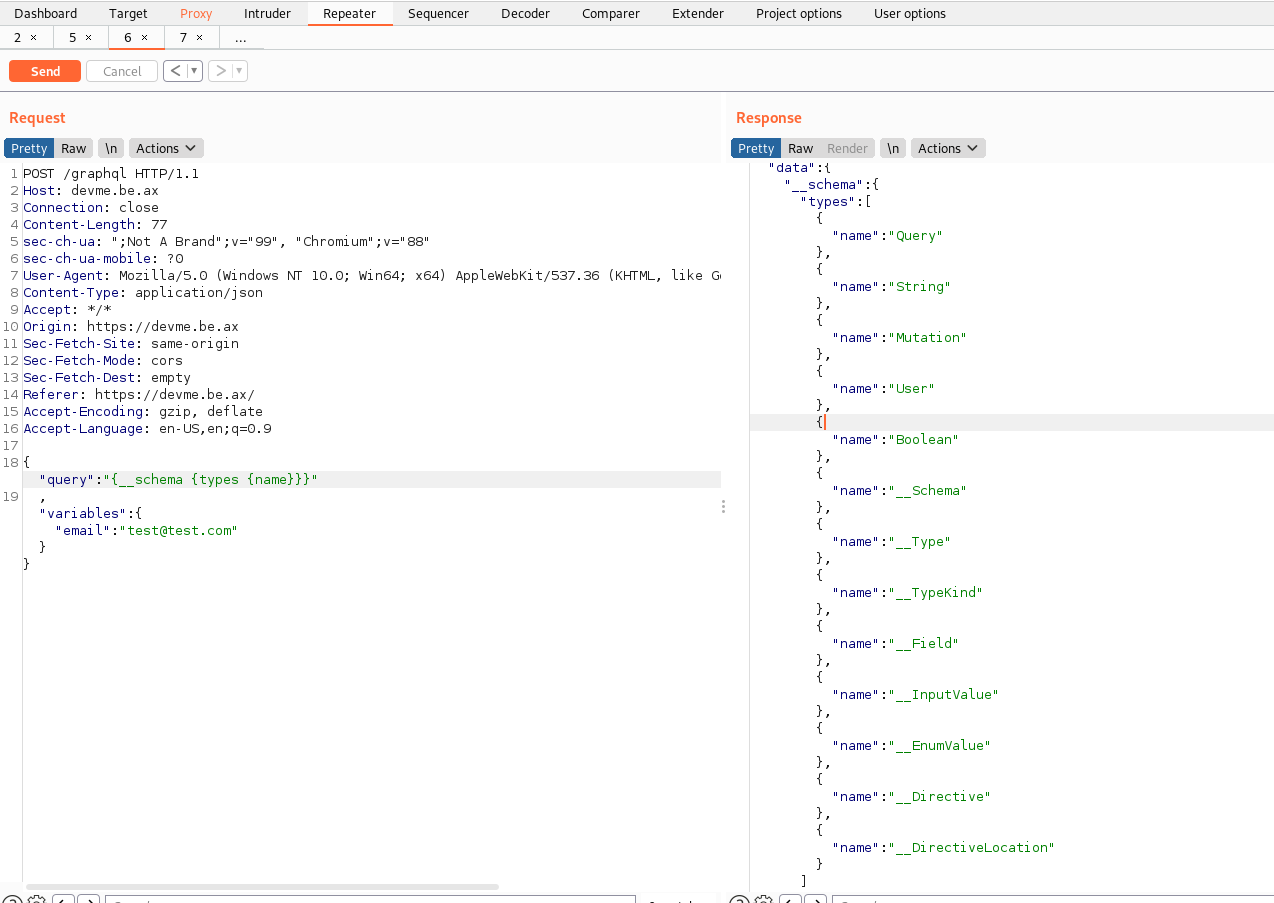 Dashboard Target Proxy Intruder Repeater Sequencer Decoder Comparer Extender Project options User options
2 × 5 × 6 × 7 × ...
Send Cancel < ▼ > ▼
Request
Pretty Raw \n Actions
1 POST /graphql HTTP/1.1
2 Host: devme.be.ax
3 Connection: close
4 Content-Length: 77
5 sec-ch-ua: ";Not A Brand";v="99", "Chromium";v="88"
6 sec-ch-ua-mobile: ?0
7 User-Agent: Mozilla/5.0 (Windows NT 10.0; Win64; x64) AppleWebKit/537.36 (KHTML, like Ge
8 Content-Type: application/json
9 Accept: */*
10 Origin: https://devme.be.ax
11 Sec-Fetch-Site: same-origin
12 Sec-Fetch-Mode: cors
13 Sec-Fetch-Dest: empty
14 Referer: https://devme.be.ax/
15 Accept-Encoding: gzip, deflate
16 Accept-Language: en-US,en;q=0.9
17
18 {
"query":"{__schema {types {name}}}"
19 ,
"variables":{
"email":"test@test.com"
}
}
Response
Pretty Raw Render \n Actions
"data":{
"__schema":{
"types":[
{
"name":"Query"
},
{
"name":"String"
},
{
"name":"Mutation"
},
{
"name":"User"
},
{
"name":"Boolean"
},
{
"name":"__Schema"
},
{
"name":"__Type"
},
{
"name":"__TypeKind"
},
{
"name":"__Field"
},
{
"name":"__InputValue"
},
{
"name":"__EnumValue"
},
{
"name":"__Directive"
},
{
"name":"__DirectiveLocation"
}
]